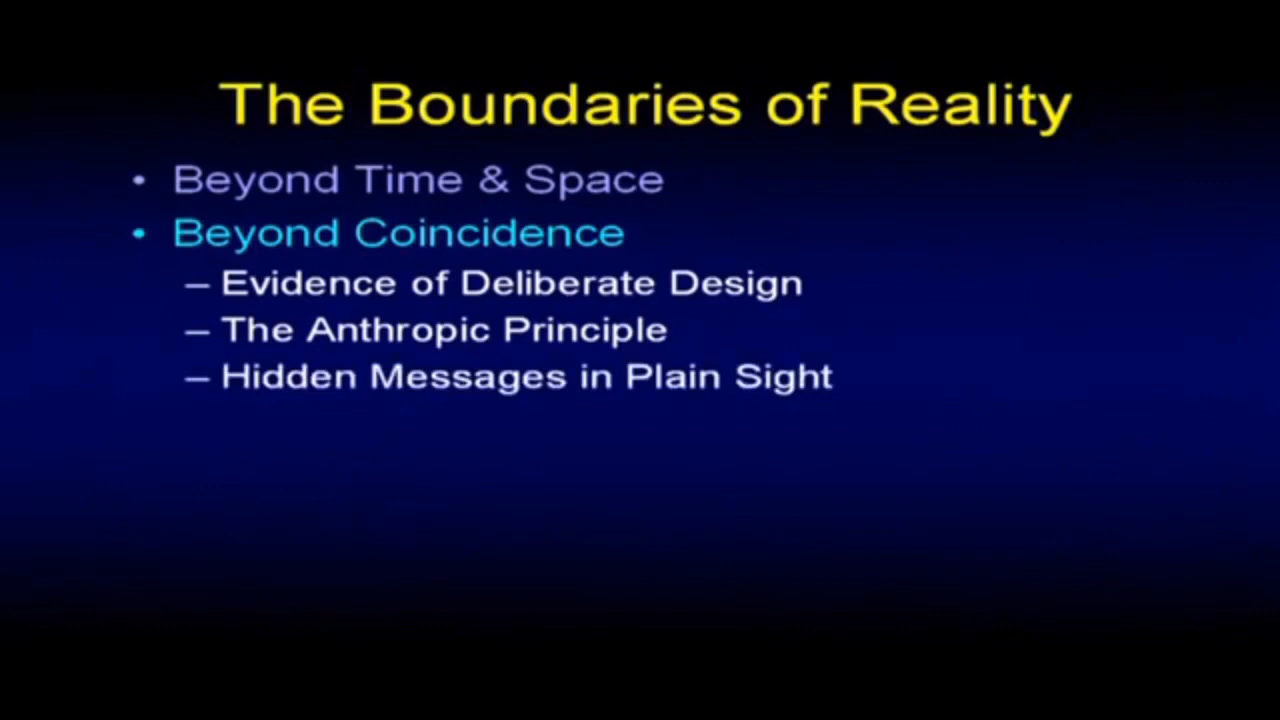 The Boundaries of Reality
• Beyond Time & Space
• Beyond Coincidence
– Evidence of Deliberate Design
– The Anthropic Principle
– Hidden Messages in Plain Sight